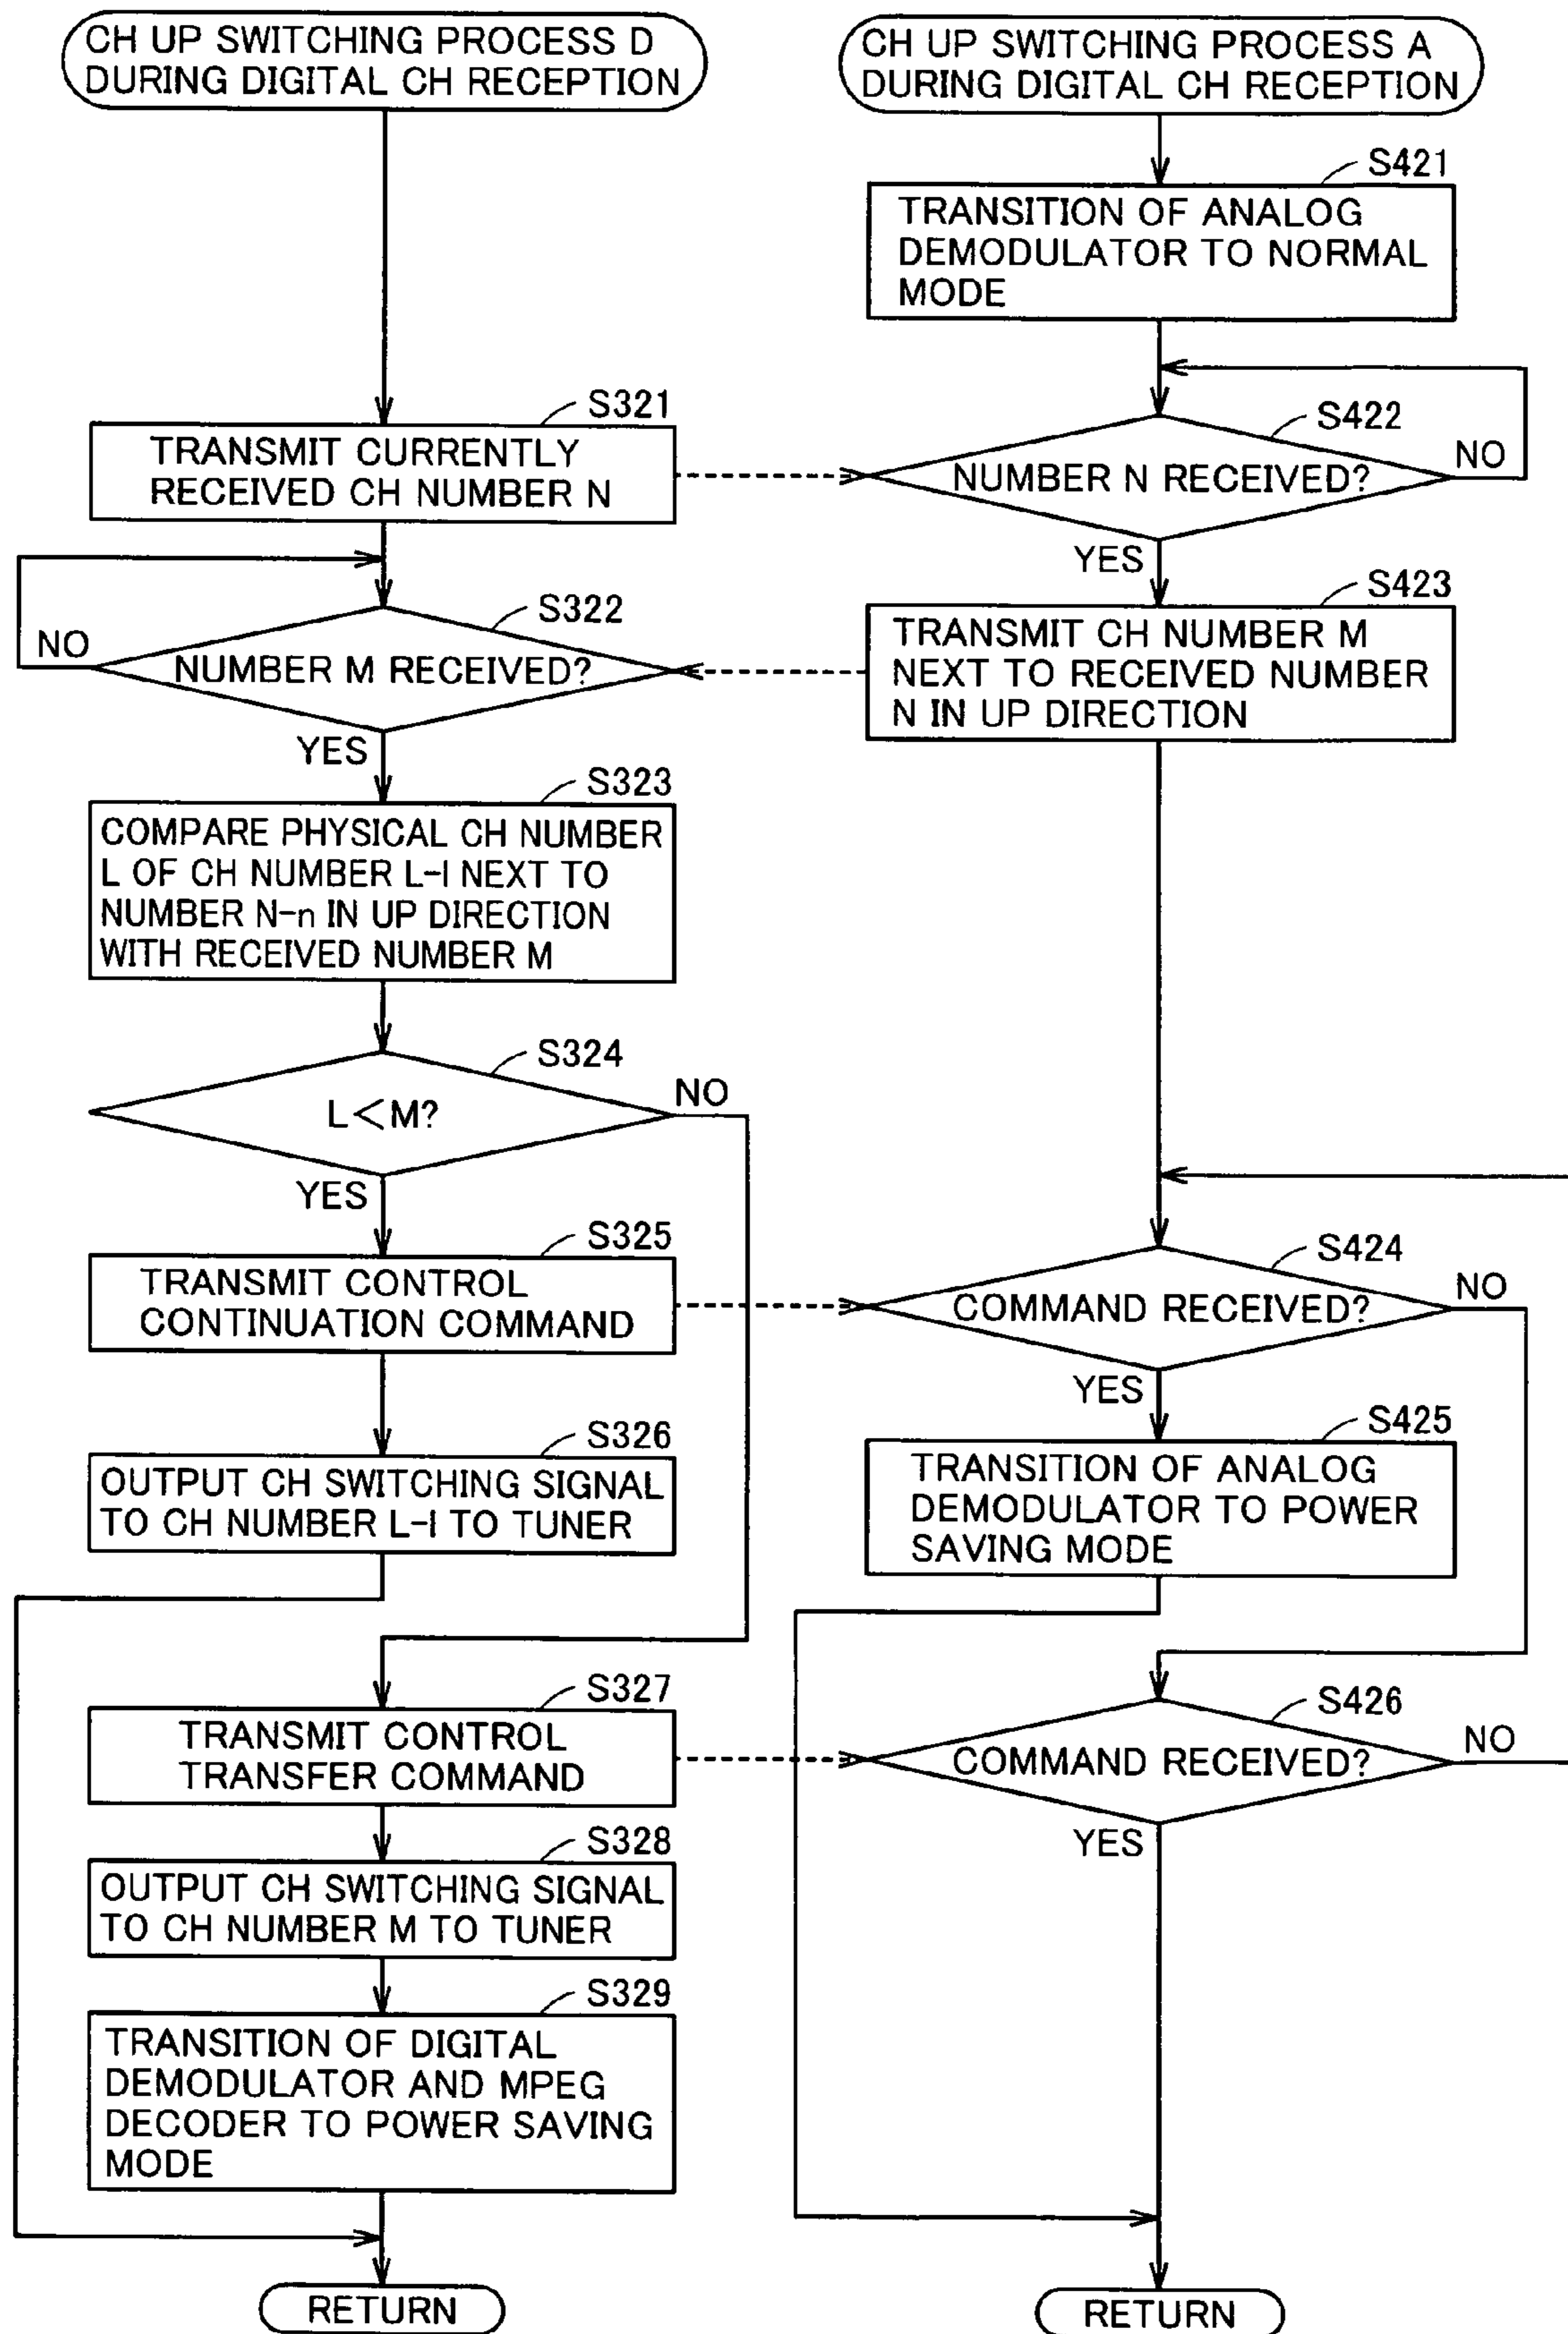 CH UP SWITCHING PROCESS D
DURING DIGITAL CH RECEPTION
S321
TRANSMIT CURRENTLY
RECEIVED CH NUMBER N
S322
NO
NUMBER M RECEIVED?
YES
S323
COMPARE PHYSICAL CH NUMBER
L OF CH NUMBER L-l NEXT TO
NUMBER N-n IN UP DIRECTION
WITH RECEIVED NUMBER M
S324
NO
L<M?
YES
S325
TRANSMIT CONTROL
CONTINUATION COMMAND
S326
OUTPUT CH SWITCHING SIGNAL
TO CH NUMBER L-l TO TUNER
S327
TRANSMIT CONTROL
TRANSFER COMMAND
S328
OUTPUT CH SWITCHING SIGNAL
TO CH NUMBER M TO TUNER
S329
TRANSITION OF DIGITAL
DEMODULATOR AND MPEG
DECODER TO POWER SAVING
MODE
RETURN
CH UP SWITCHING PROCESS A
DURING DIGITAL CH RECEPTION
S421
TRANSITION OF ANALOG
DEMODULATOR TO NORMAL
MODE
S422
NO
NUMBER N RECEIVED?
YES
S423
TRANSMIT CH NUMBER M
NEXT TO RECEIVED NUMBER
N IN UP DIRECTION
S424
NO
COMMAND RECEIVED?
YES
S425
TRANSITION OF ANALOG
DEMODULATOR TO POWER
SAVING MODE
S426
NO
COMMAND RECEIVED?
YES
RETURN